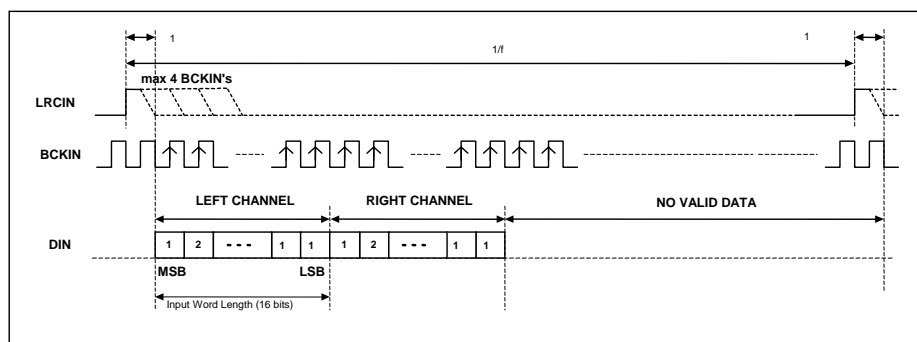 1
1
1/f
max 4 BCKIN's
LRCIN
BCKIN
LEFT CHANNEL RIGHT CHANNEL NO VALID DATA
DIN 1 2 1 1 1 2 1 1
MSB LSB
Input Word Length (16 bits)